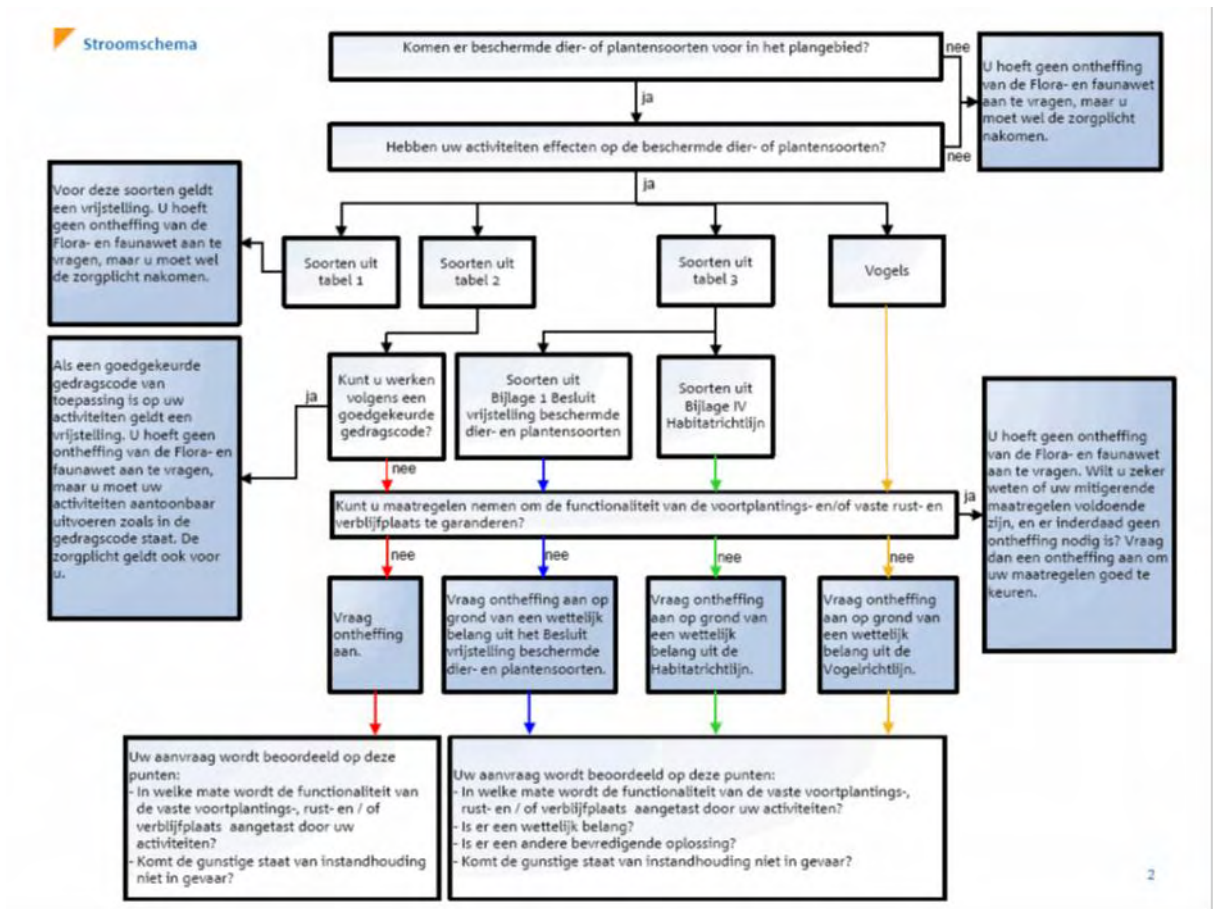 Stroomschema
Komen er beschermde dier- of plantensoorten voor in het plangebied?
nee
U hoeft geen ontheffing
van de Flora- en faunawet
aan te vragen, maar u
moet wel de zorgplicht
nakomen.
ja
Hebben uw activiteiten effecten op de beschermde dier- of plantensoorten?
nee
ja
Voor deze soorten geldt
een vrijstelling. U hoeft
geen ontheffing van de
Flora- en faunawet aan te
vragen, maar u moet wel
de zorgplicht nakomen.
Soorten uit
tabel 1
Soorten uit
tabel 2
Soorten uit
tabel 3
Vogels
Als een goedgekeurde
gedragscode van
toepassing is op uw
activiteiten geldt een
vrijstelling. U hoeft geen
ontheffing van de Flora- en
faunawet aan te vragen,
maar u moet uw
activiteiten aantoonbaar
uitvoeren zoals in de
gedragscode staat. De
zorgplicht geldt ook voor
u.
ja
Kunt u werken
volgens een
goedgekeurde
gedragscode?
Soorten uit
Bijlage 1 Besluit
vrijstelling beschermde
dier- en plantensoorten
Soorten uit
Bijlage IV
Habitatrichtlijn
nee
Kunt u maatregelen nemen om de functionaliteit van de voortplantings- en/of vaste rust- en
verblijfplaats te garanderen?
ja
U hoeft geen ontheffing
van de Flora- en faunawet
aan te vragen. Wilt u zeker
weten of uw mitigerende
maatregelen voldoende
zijn, en er inderdaad geen
ontheffing nodig is? Vraag
dan een ontheffing aan om
uw maatregelen goed te
keuren.
nee
nee
nee
nee
Vraag
ontheffing
aan.
Vraag ontheffing aan op
grond van een wettelijk
belang uit het Besluit
vrijstelling beschermde
dier- en plantensoorten.
Vraag ontheffing
aan op grond van
een wettelijk
belang uit de
Habitatrichtlijn.
Vraag ontheffing
aan op grond van
een wettelijk
belang uit de
Vogelrichtlijn.
Uw aanvraag wordt beoordeeld op deze
punten:
- In welke mate wordt de functionaliteit van
de vaste voortplantings-, rust- en / of
verblijfplaats aangetast door uw
activiteiten?
- Komt de gunstige staat van instandhouding
niet in gevaar?
Uw aanvraag wordt beoordeeld op deze punten:
- In welke mate wordt de functionaliteit van de vaste voortplantings-,
rust- en / of verblijfplaats aangetast door uw activiteiten?
- Is er een wettelijk belang?
- Is er een andere bevredigende oplossing?
- Komt de gunstige staat van instandhouding niet in gevaar?
2